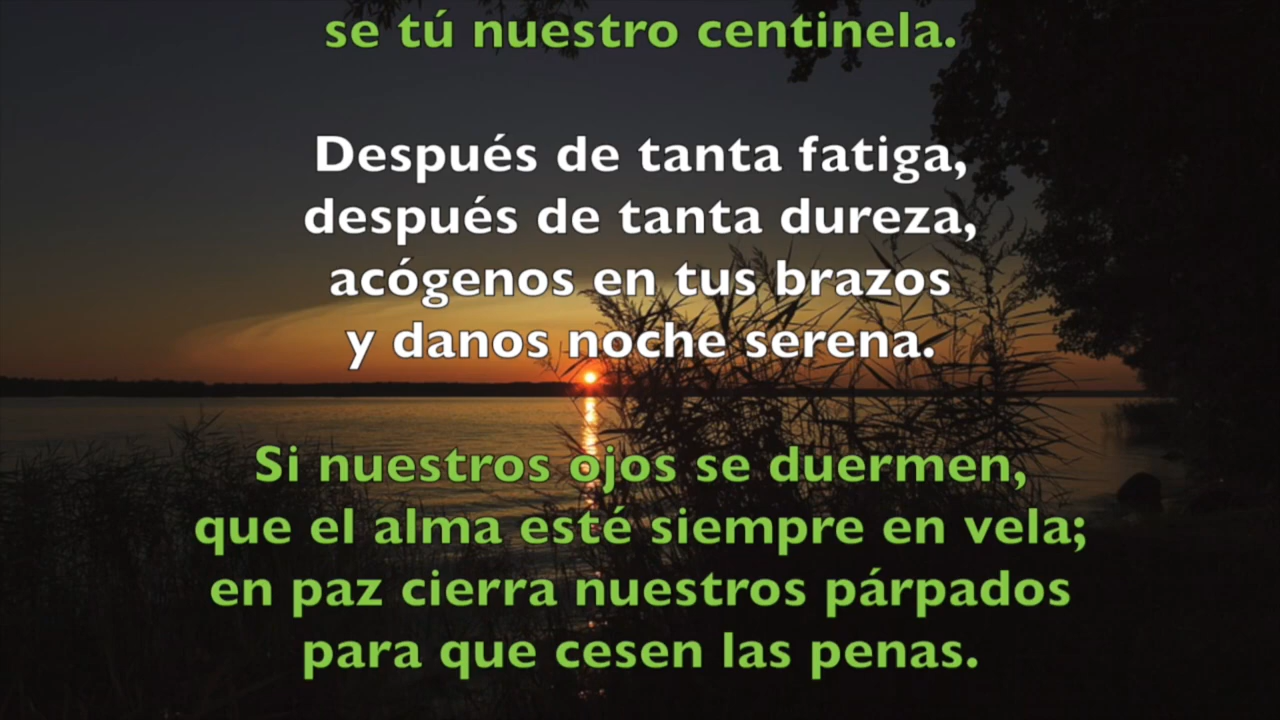 se tú nuestro centinela.
Después de tanta fatiga,
después de tanta dureza,
acógenos en tus brazos
y danos noche serena.
Si nuestros ojos se duermen,
que el alma esté siempre en vela;
en paz cierra nuestros párpados
para que cesen las penas.